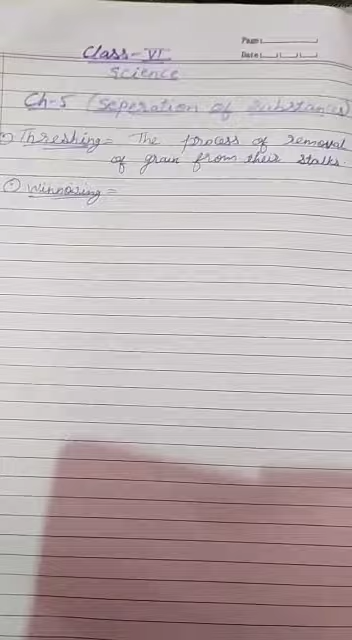 Page:
Date:
Class-VI
Science
Ch-5 (Seperation of Substances)
Threshing= The process of removal
of grain from their stalks
Winnowing =